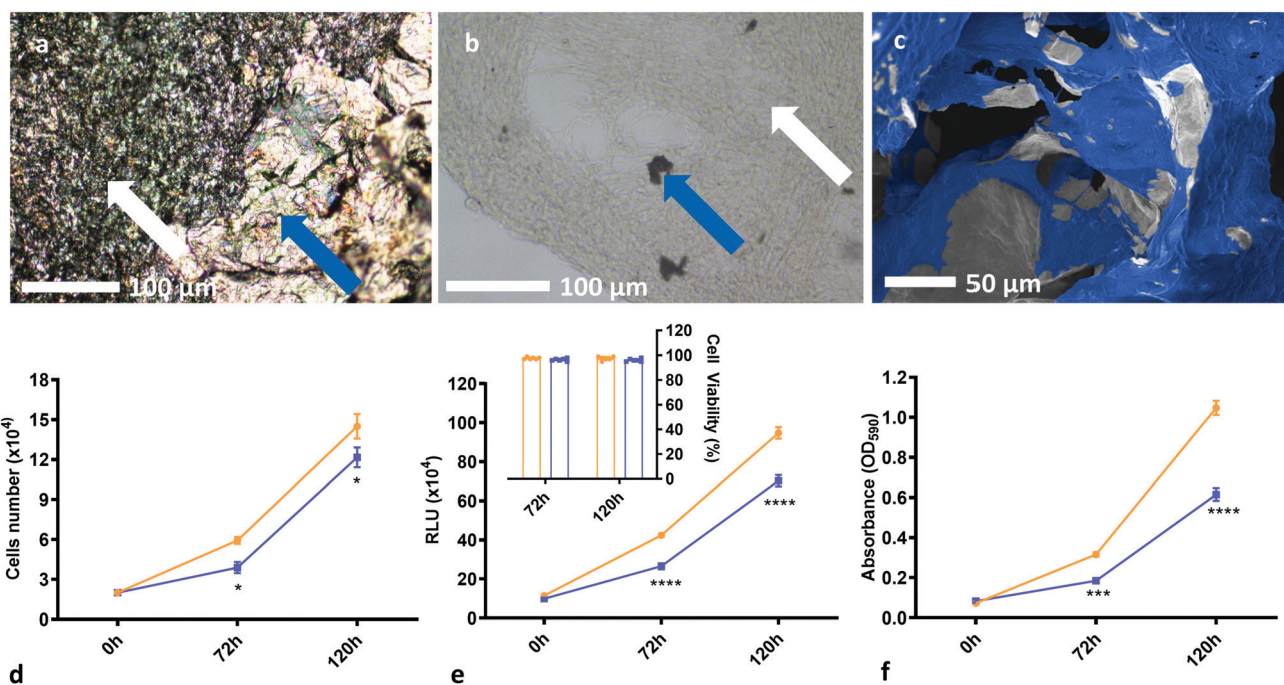 a
100 μm
b
100 μm
c
50 μm
Cells number (x10⁴)
18
15
12
9
6
3
0
*
*
0h
72h
120h
d
RLU (x10⁴)
120
100
80
60
40
20
0
****
****
0h
72h
120h
Cell Viability (%)
120
100
80
60
40
20
0
72h
120h
e
Absorbance (OD₅₉₀)
1.2
1.0
0.8
0.6
0.4
0.2
0.0
***
****
0h
72h
120h
f